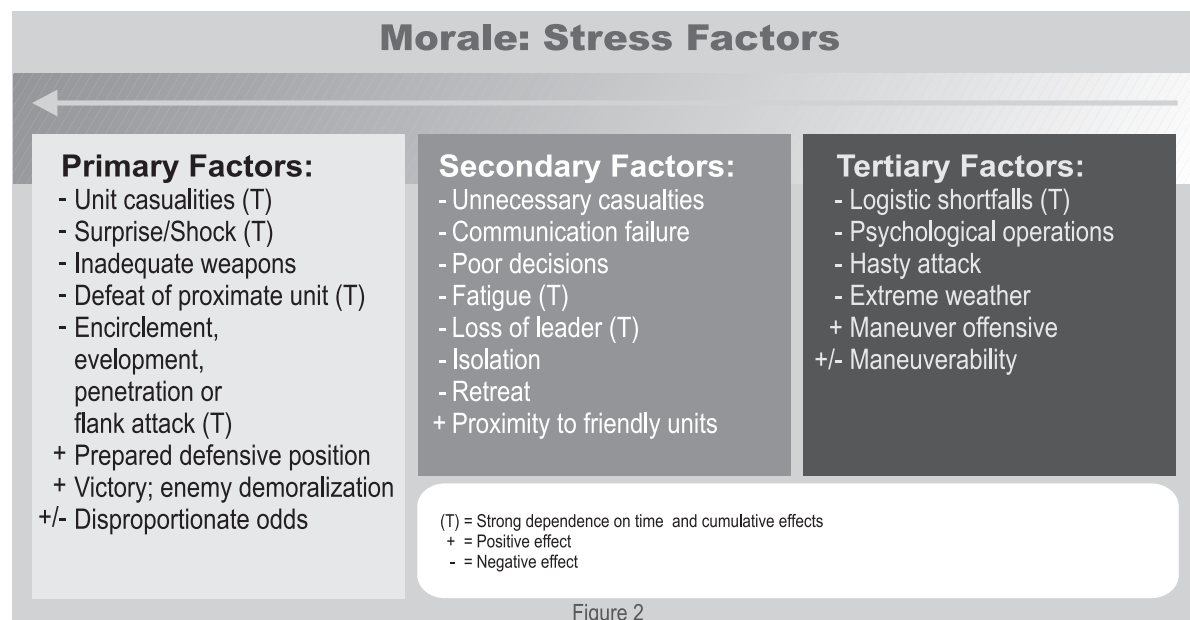 Morale: Stress Factors
Primary Factors:
- Unit casualities (T)
- Surprise/Shock (T)
- Inadequate weapons
- Defeat of proximate unit (T)
- Encirclement,
evelopment,
penetration or
flank attack (T)
+ Prepared defensive position
+ Victory; enemy demoralization
+/- Disproportionate odds
Secondary Factors:
- Unnecessary casualties
- Communication failure
- Poor decisions
- Fatigue (T)
- Loss of leader (T)
- Isolation
- Retreat
+ Proximity to friendly units
Tertiary Factors:
- Logistic shortfalls (T)
- Psychological operations
- Hasty attack
- Extreme weather
+ Maneuver offensive
+/- Maneuverability
(T) = Strong dependence on time and cumulative effects
+ = Positive effect
- = Negative effect
Figure 2